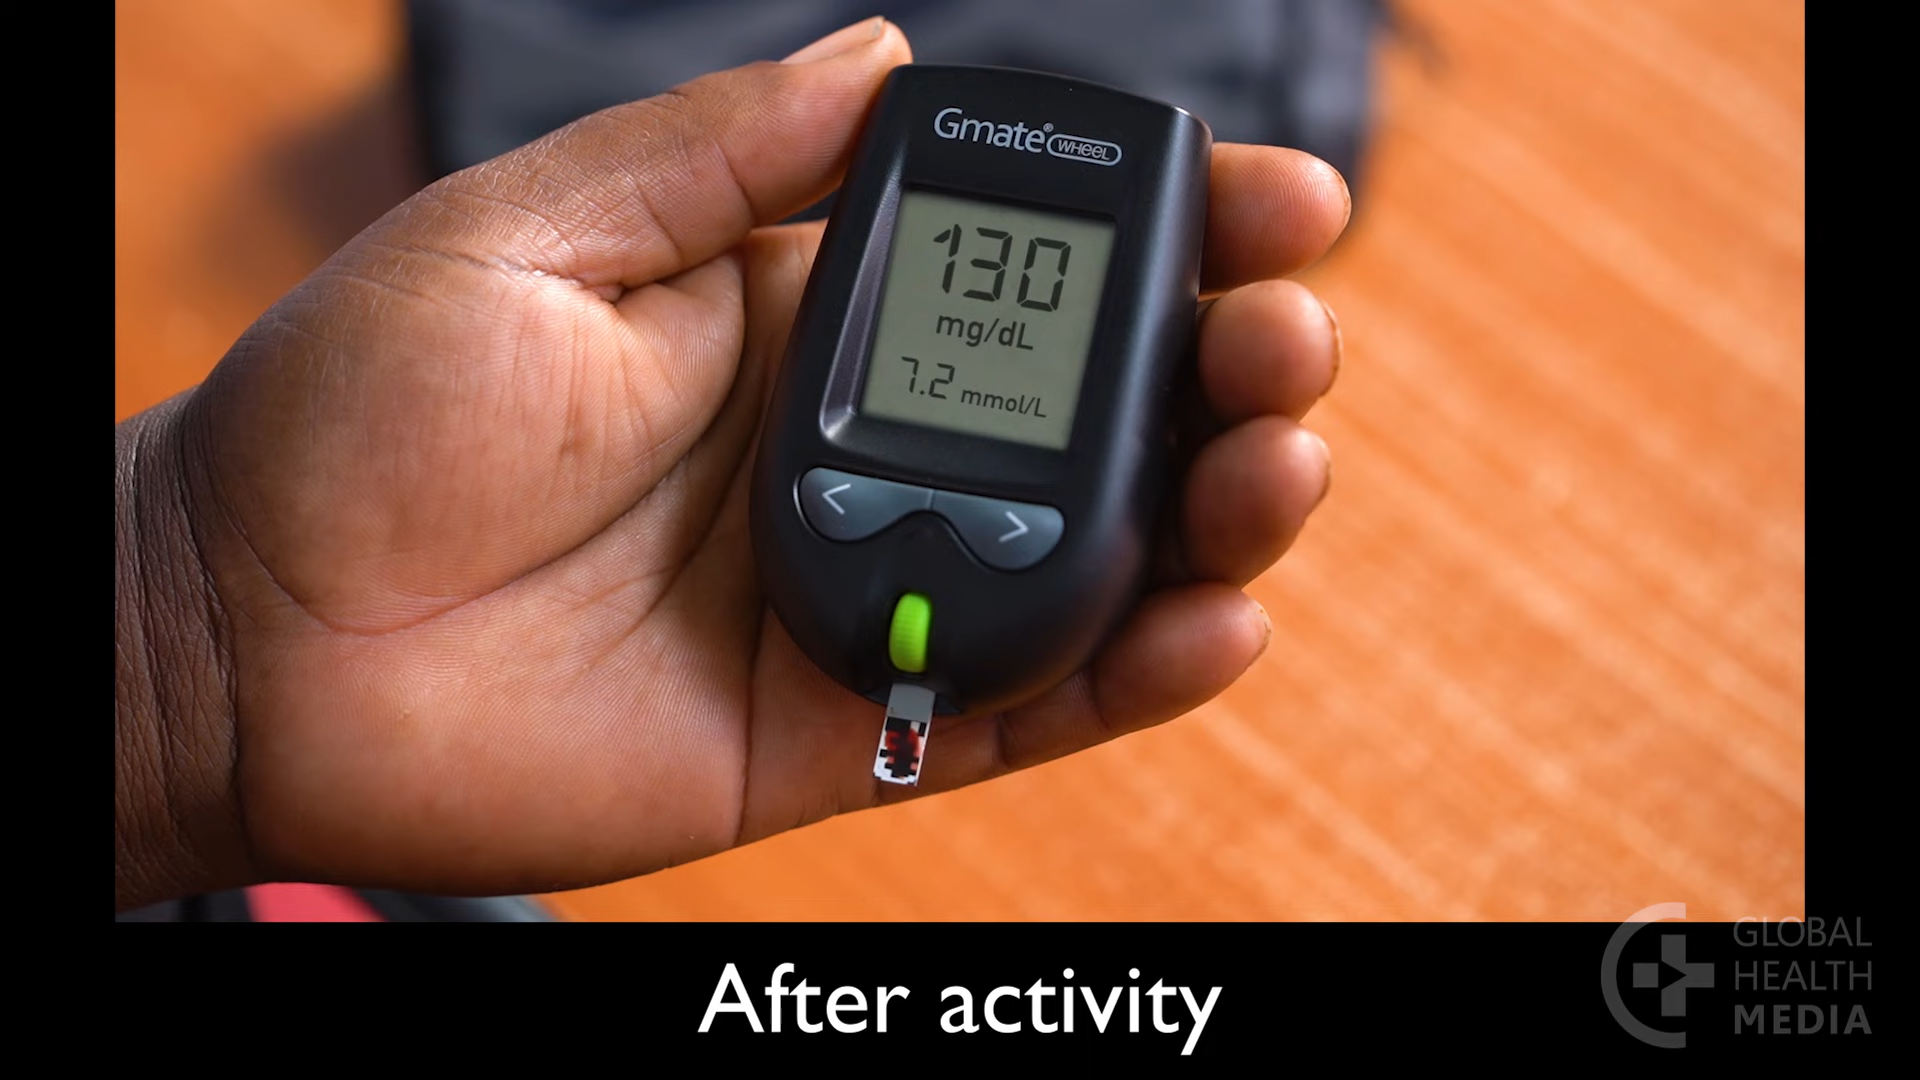 Gmate® WHEEL
130
mg/dL
7.2 mmol/L
< >
After activity
GLOBAL
HEALTH
MEDIA